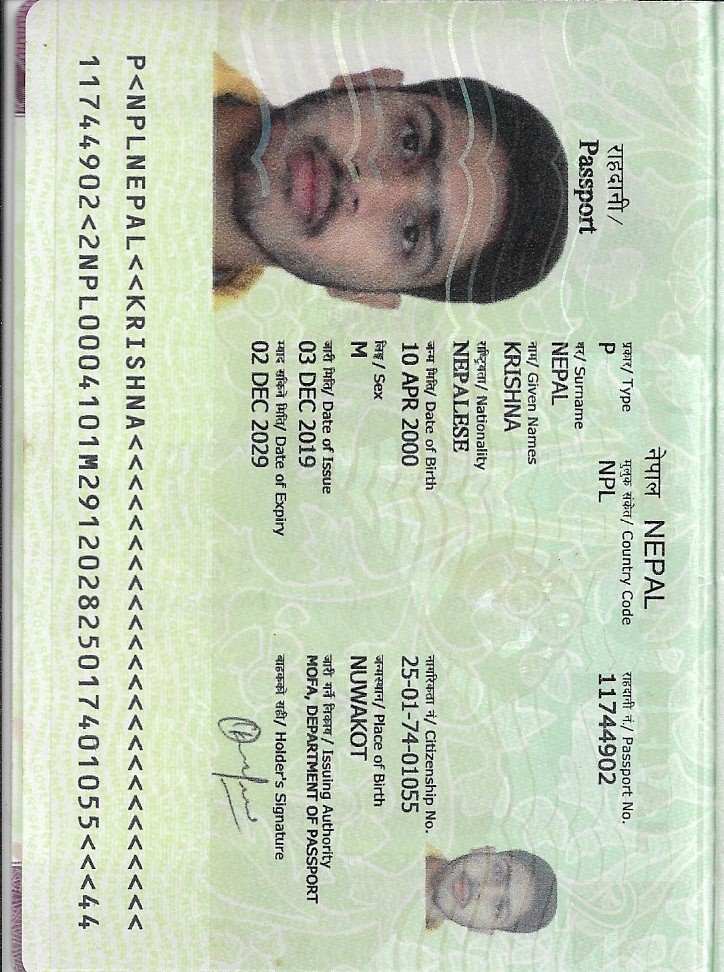 नेपाल NEPAL
राहदानी /
Passport
प्रकार/ Type
P
मुलुक संकेत/ Country Code
NPL
राहदानी नं./ Passport No.
11744902
थर/ Surname
NEPAL
नाम/ Given Names
KRISHNA
राष्ट्रियता/ Nationality
NEPALESE
जन्म मिति/ Date of Birth
10 APR 2000
नागरिकता नं/ Citizenship No.
25-01-74-01055
लिङ्ग/ Sex
M
जन्मस्थान/ Place of Birth
NUWAKOT
जारी मिति/ Date of Issue
03 DEC 2019
जारी गर्ने निकाय/ Issuing Authority
MOFA, DEPARTMENT OF PASSPORT
म्याद सकिने मिति/ Date of Expiry
02 DEC 2029
बाहकको सही/ Holder's Signature
P<NPLNEPAL<<KRISHNA<<<<<<<<<<<<<<<<<<<<<<<<<
11744902<2NPL0004101M291202825017401055<<<44